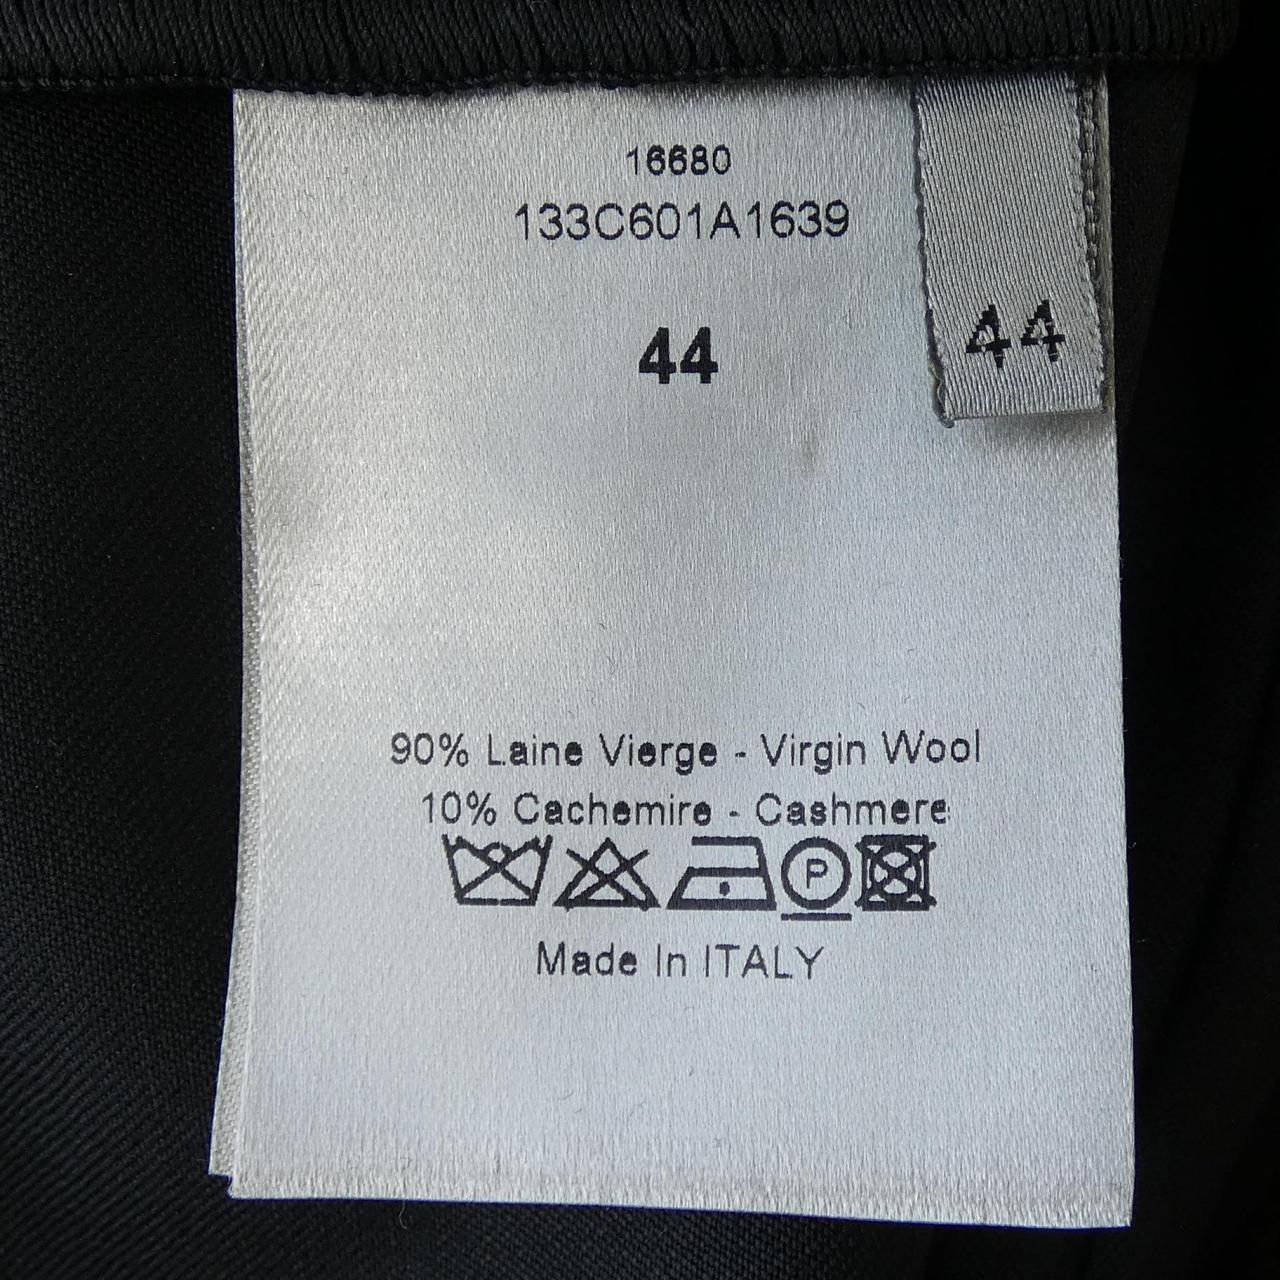 16680
133C601A1639
44
44
90% Laine Vierge - Virgin Wool
10% Cachemire - Cashmere
P
Made In ITALY